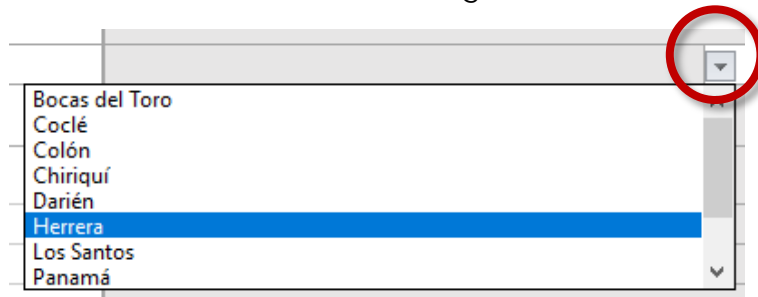 Bocas del Toro
Coclé
Colón
Chiriquí
Darién
Herrera
Los Santos
Panamá